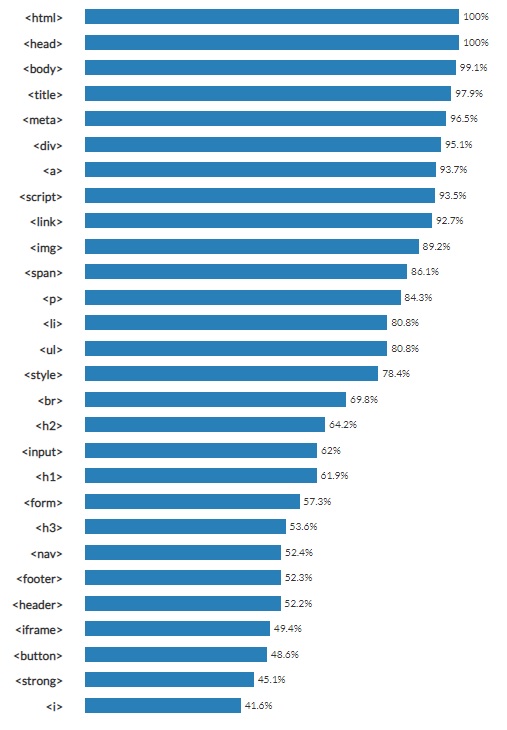 <html> 100%
<head> 100%
<body> 99.1%
<title> 97.9%
<meta> 96.5%
<div> 95.1%
<a> 93.7%
<script> 93.5%
<link> 92.7%
<img> 89.2%
<span> 86.1%
<p> 84.3%
<li> 80.8%
<ul> 80.8%
<style> 78.4%
<br> 69.8%
<h2> 64.2%
<input> 62%
<h1> 61.9%
<form> 57.3%
<h3> 53.6%
<nav> 52.4%
<footer> 52.3%
<header> 52.2%
<iframe> 49.4%
<button> 48.6%
<strong> 45.1%
<i> 41.6%